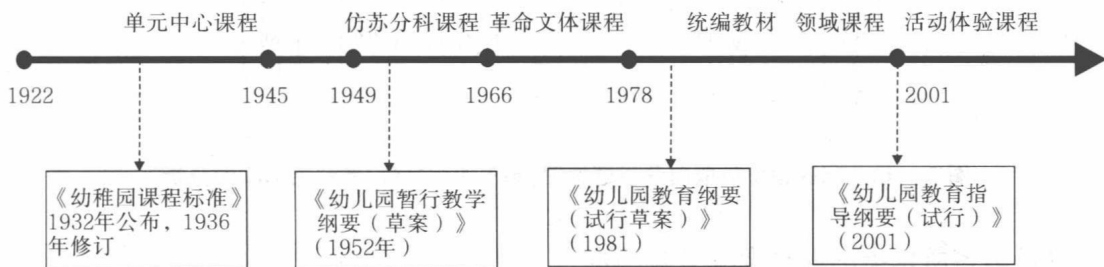 单元中心课程 仿苏分科课程 革命文体课程 统编教材 领域课程 活动体验课程
1922 1945 1949 1966 1978 2001
《幼稚园课程标准》
1932年公布，1936
年修订
《幼儿园暂行教学
纲要（草案）》
（1952年）
《幼儿园教育纲要
（试行草案）》
（1981）
《幼儿园教育指
导纲要（试行）》
（2001）